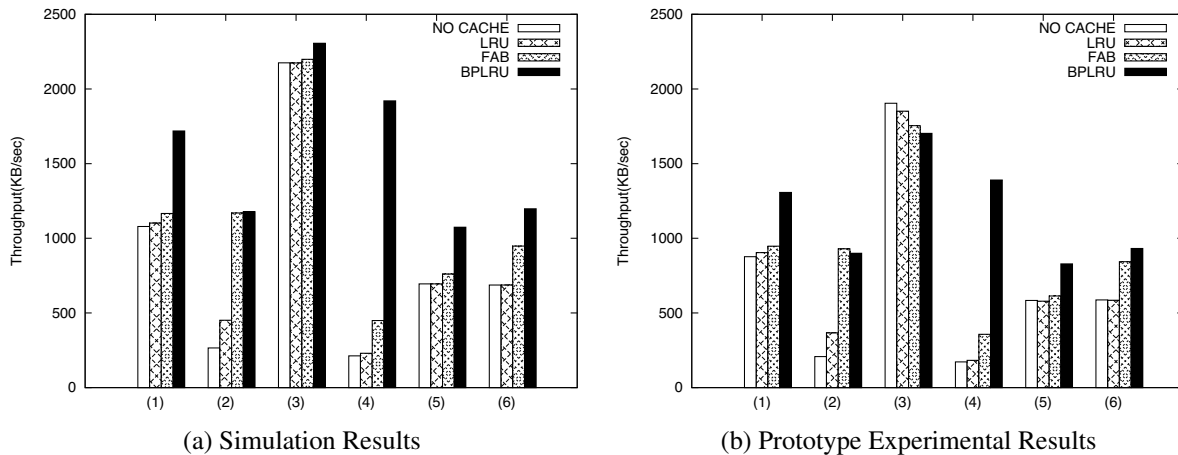 2500
2000
1500
1000
500
0
Throughput(KB/sec)
NO CACHE
LRU
FAB
BPLRU
(1) (2) (3) (4) (5) (6)
(a) Simulation Results
2500
2000
1500
1000
500
0
Throughput(KB/sec)
NO CACHE
LRU
FAB
BPLRU
(1) (2) (3) (4) (5) (6)
(b) Prototype Experimental Results